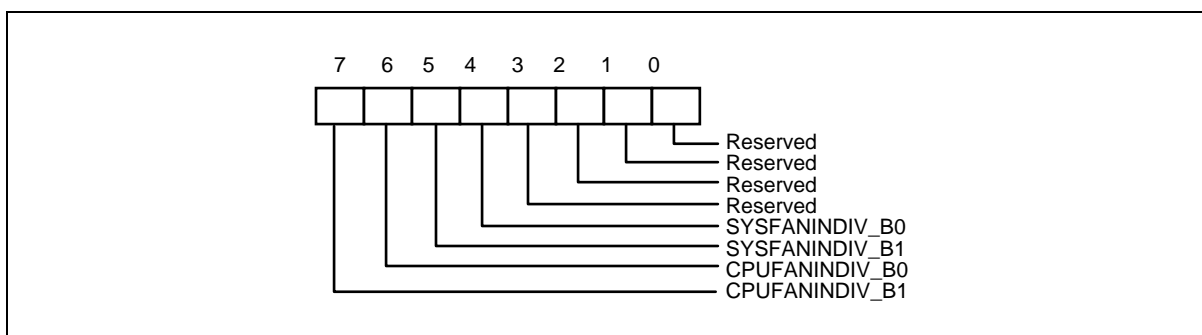 7 6 5 4 3 2 1 0
Reserved
Reserved
Reserved
Reserved
SYSFANINDIV_B0
SYSFANINDIV_B1
CPUFANINDIV_B0
CPUFANINDIV_B1